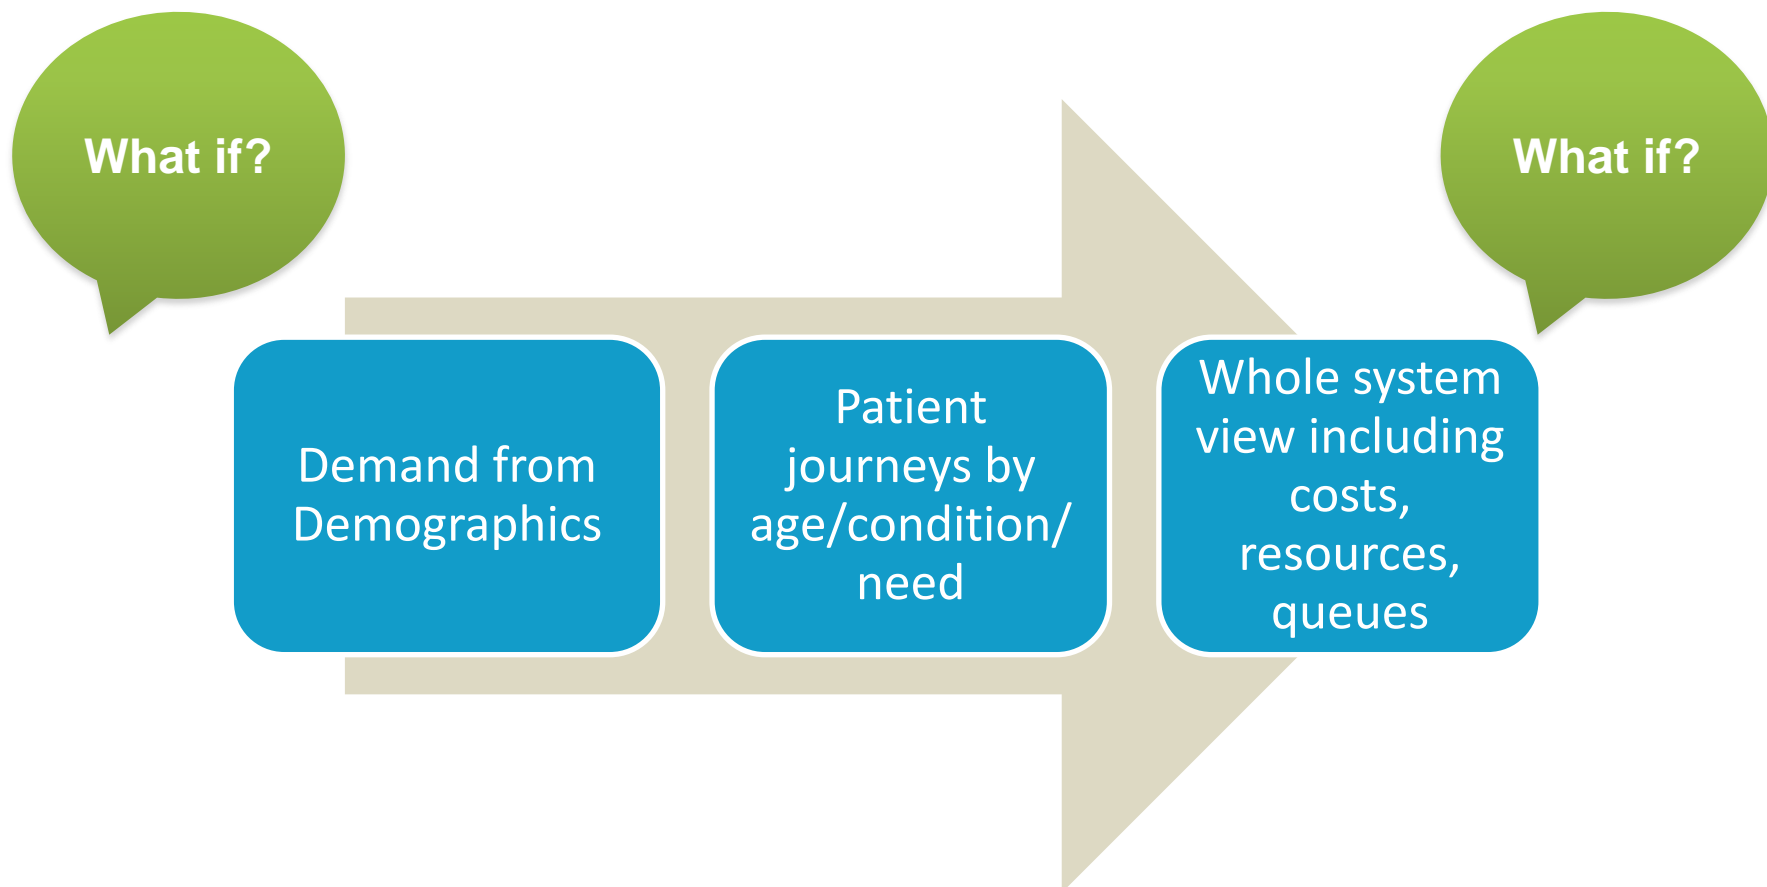 What if?
What if?
Demand from
Demographics
Patient
journeys by
age/condition/
need
Whole system
view including
costs,
resources,
queues